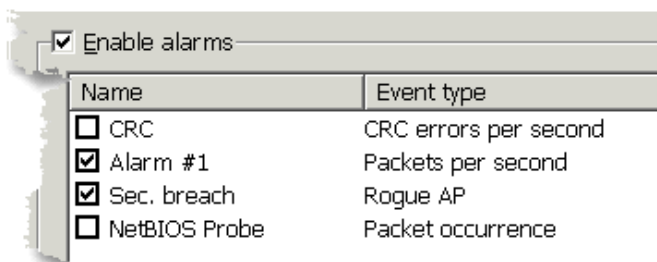 Enable alarms
Name Event type
CRC CRC errors per second
Alarm #1 Packets per second
Sec. breach Rogue AP
NetBIOS Probe Packet occurrence